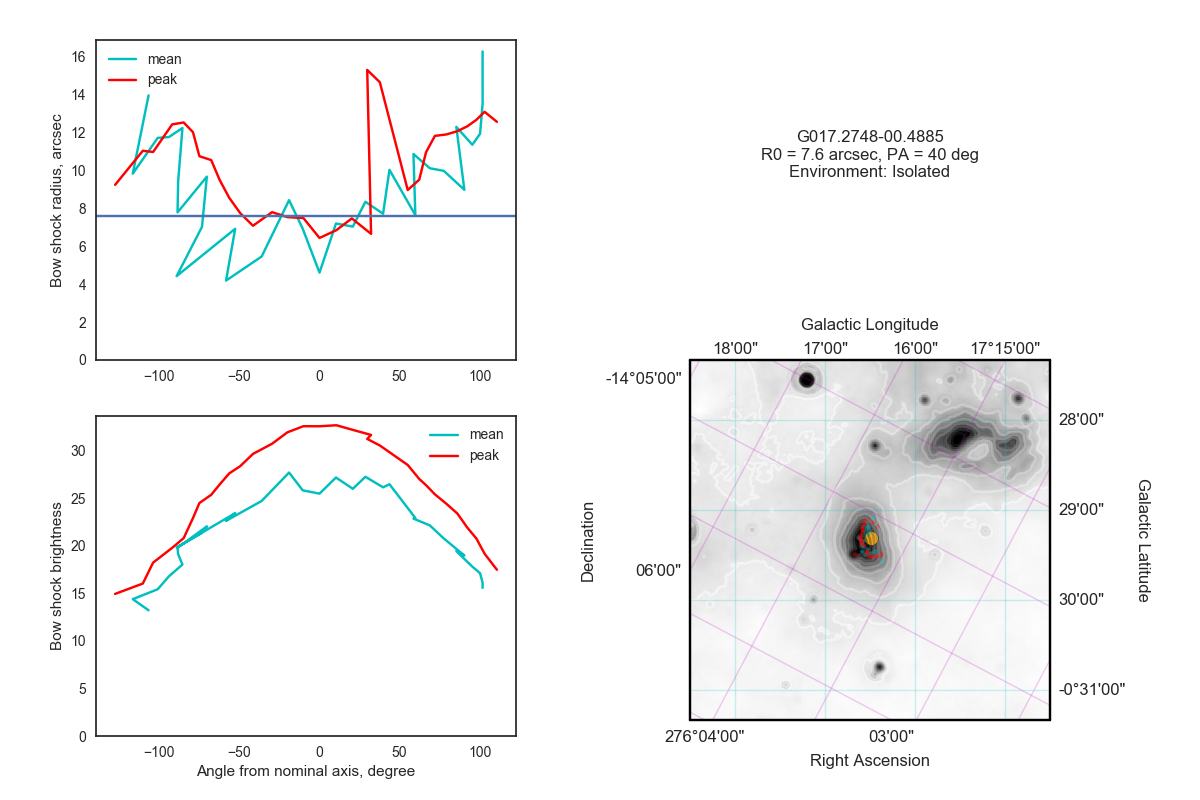 16
14
12
10
8
6
4
2
0
Bow shock radius, arcsec
mean
peak
−100
−50
0
50
100
30
25
20
15
10
5
0
Bow shock brightness
mean
peak
−100
−50
0
50
100
Angle from nominal axis, degree
G017.2748-00.4885
R0 = 7.6 arcsec, PA = 40 deg
Environment: Isolated
Galactic Longitude
18'00"
17'00"
16'00"
17°15'00"
-14°05'00"
06'00"
Declination
28'00"
29'00"
30'00"
-0°31'00"
Galactic Latitude
276°04'00"
03'00"
Right Ascension